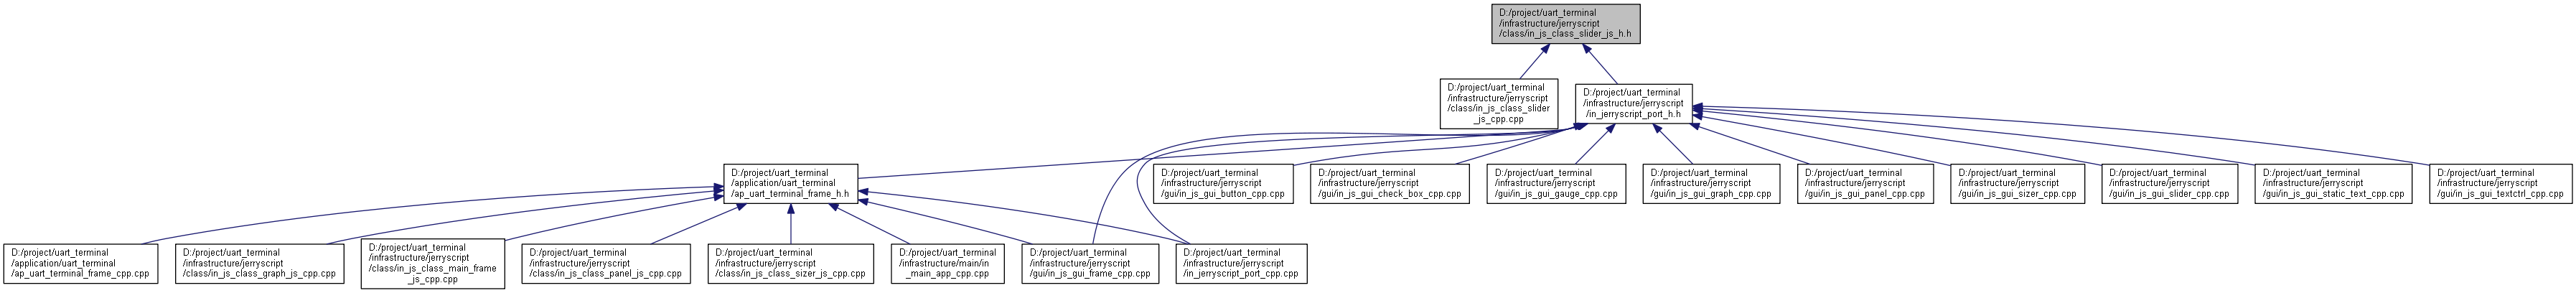 D:/project/uart_terminal
/infrastructure/jerryscript
/class/in_js_class_slider_js_h.h
D:/project/uart_terminal
/infrastructure/jerryscript
/class/in_js_class_slider
_js_cpp.cpp
D:/project/uart_terminal
/infrastructure/jerryscript
/in_jerryscript_port_h.h
D:/project/uart_terminal
/application/uart_terminal
/ap_uart_terminal_frame_h.h
D:/project/uart_terminal
/infrastructure/jerryscript
/gui/in_js_gui_button_cpp.cpp
D:/project/uart_terminal
/infrastructure/jerryscript
/gui/in_js_gui_check_box_cpp.cpp
D:/project/uart_terminal
/infrastructure/jerryscript
/gui/in_js_gui_gauge_cpp.cpp
D:/project/uart_terminal
/infrastructure/jerryscript
/gui/in_js_gui_graph_cpp.cpp
D:/project/uart_terminal
/infrastructure/jerryscript
/gui/in_js_gui_panel_cpp.cpp
D:/project/uart_terminal
/infrastructure/jerryscript
/gui/in_js_gui_sizer_cpp.cpp
D:/project/uart_terminal
/infrastructure/jerryscript
/gui/in_js_gui_slider_cpp.cpp
D:/project/uart_terminal
/infrastructure/jerryscript
/gui/in_js_gui_static_text_cpp.cpp
D:/project/uart_terminal
/infrastructure/jerryscript
/gui/in_js_gui_textctrl_cpp.cpp
D:/project/uart_terminal
/application/uart_terminal
/ap_uart_terminal_frame_cpp.cpp
D:/project/uart_terminal
/infrastructure/jerryscript
/class/in_js_class_graph_js_cpp.cpp
D:/project/uart_terminal
/infrastructure/jerryscript
/class/in_js_class_main_frame
_js_cpp.cpp
D:/project/uart_terminal
/infrastructure/jerryscript
/class/in_js_class_panel_js_cpp.cpp
D:/project/uart_terminal
/infrastructure/jerryscript
/class/in_js_class_sizer_js_cpp.cpp
D:/project/uart_terminal
/infrastructure/main/in
_main_app_cpp.cpp
D:/project/uart_terminal
/infrastructure/jerryscript
/gui/in_js_gui_frame_cpp.cpp
D:/project/uart_terminal
/infrastructure/jerryscript
/in_jerryscript_port_cpp.cpp